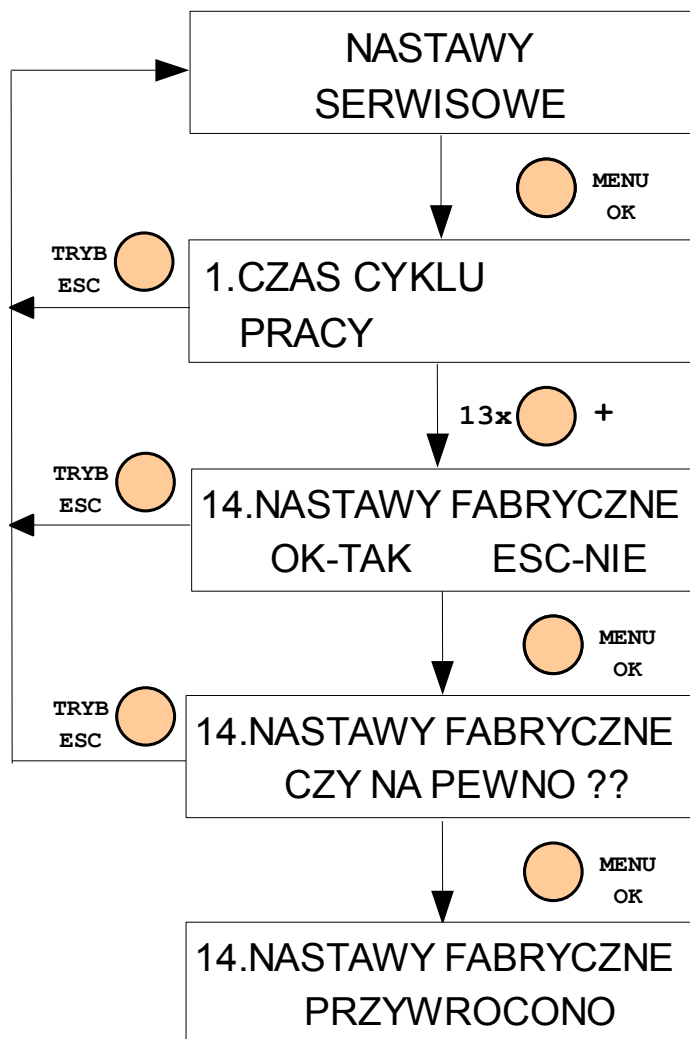 NASTAWY
SERWISOWE
MENU
OK
TRYB
ESC
1.CZAS CYKLU
PRACY
13x +
TRYB
ESC
14.NASTAWY FABRYCZNE
OK-TAK ESC-NIE
MENU
OK
TRYB
ESC
14.NASTAWY FABRYCZNE
CZY NA PEWNO ??
MENU
OK
14.NASTAWY FABRYCZNE
PRZYWROCONO